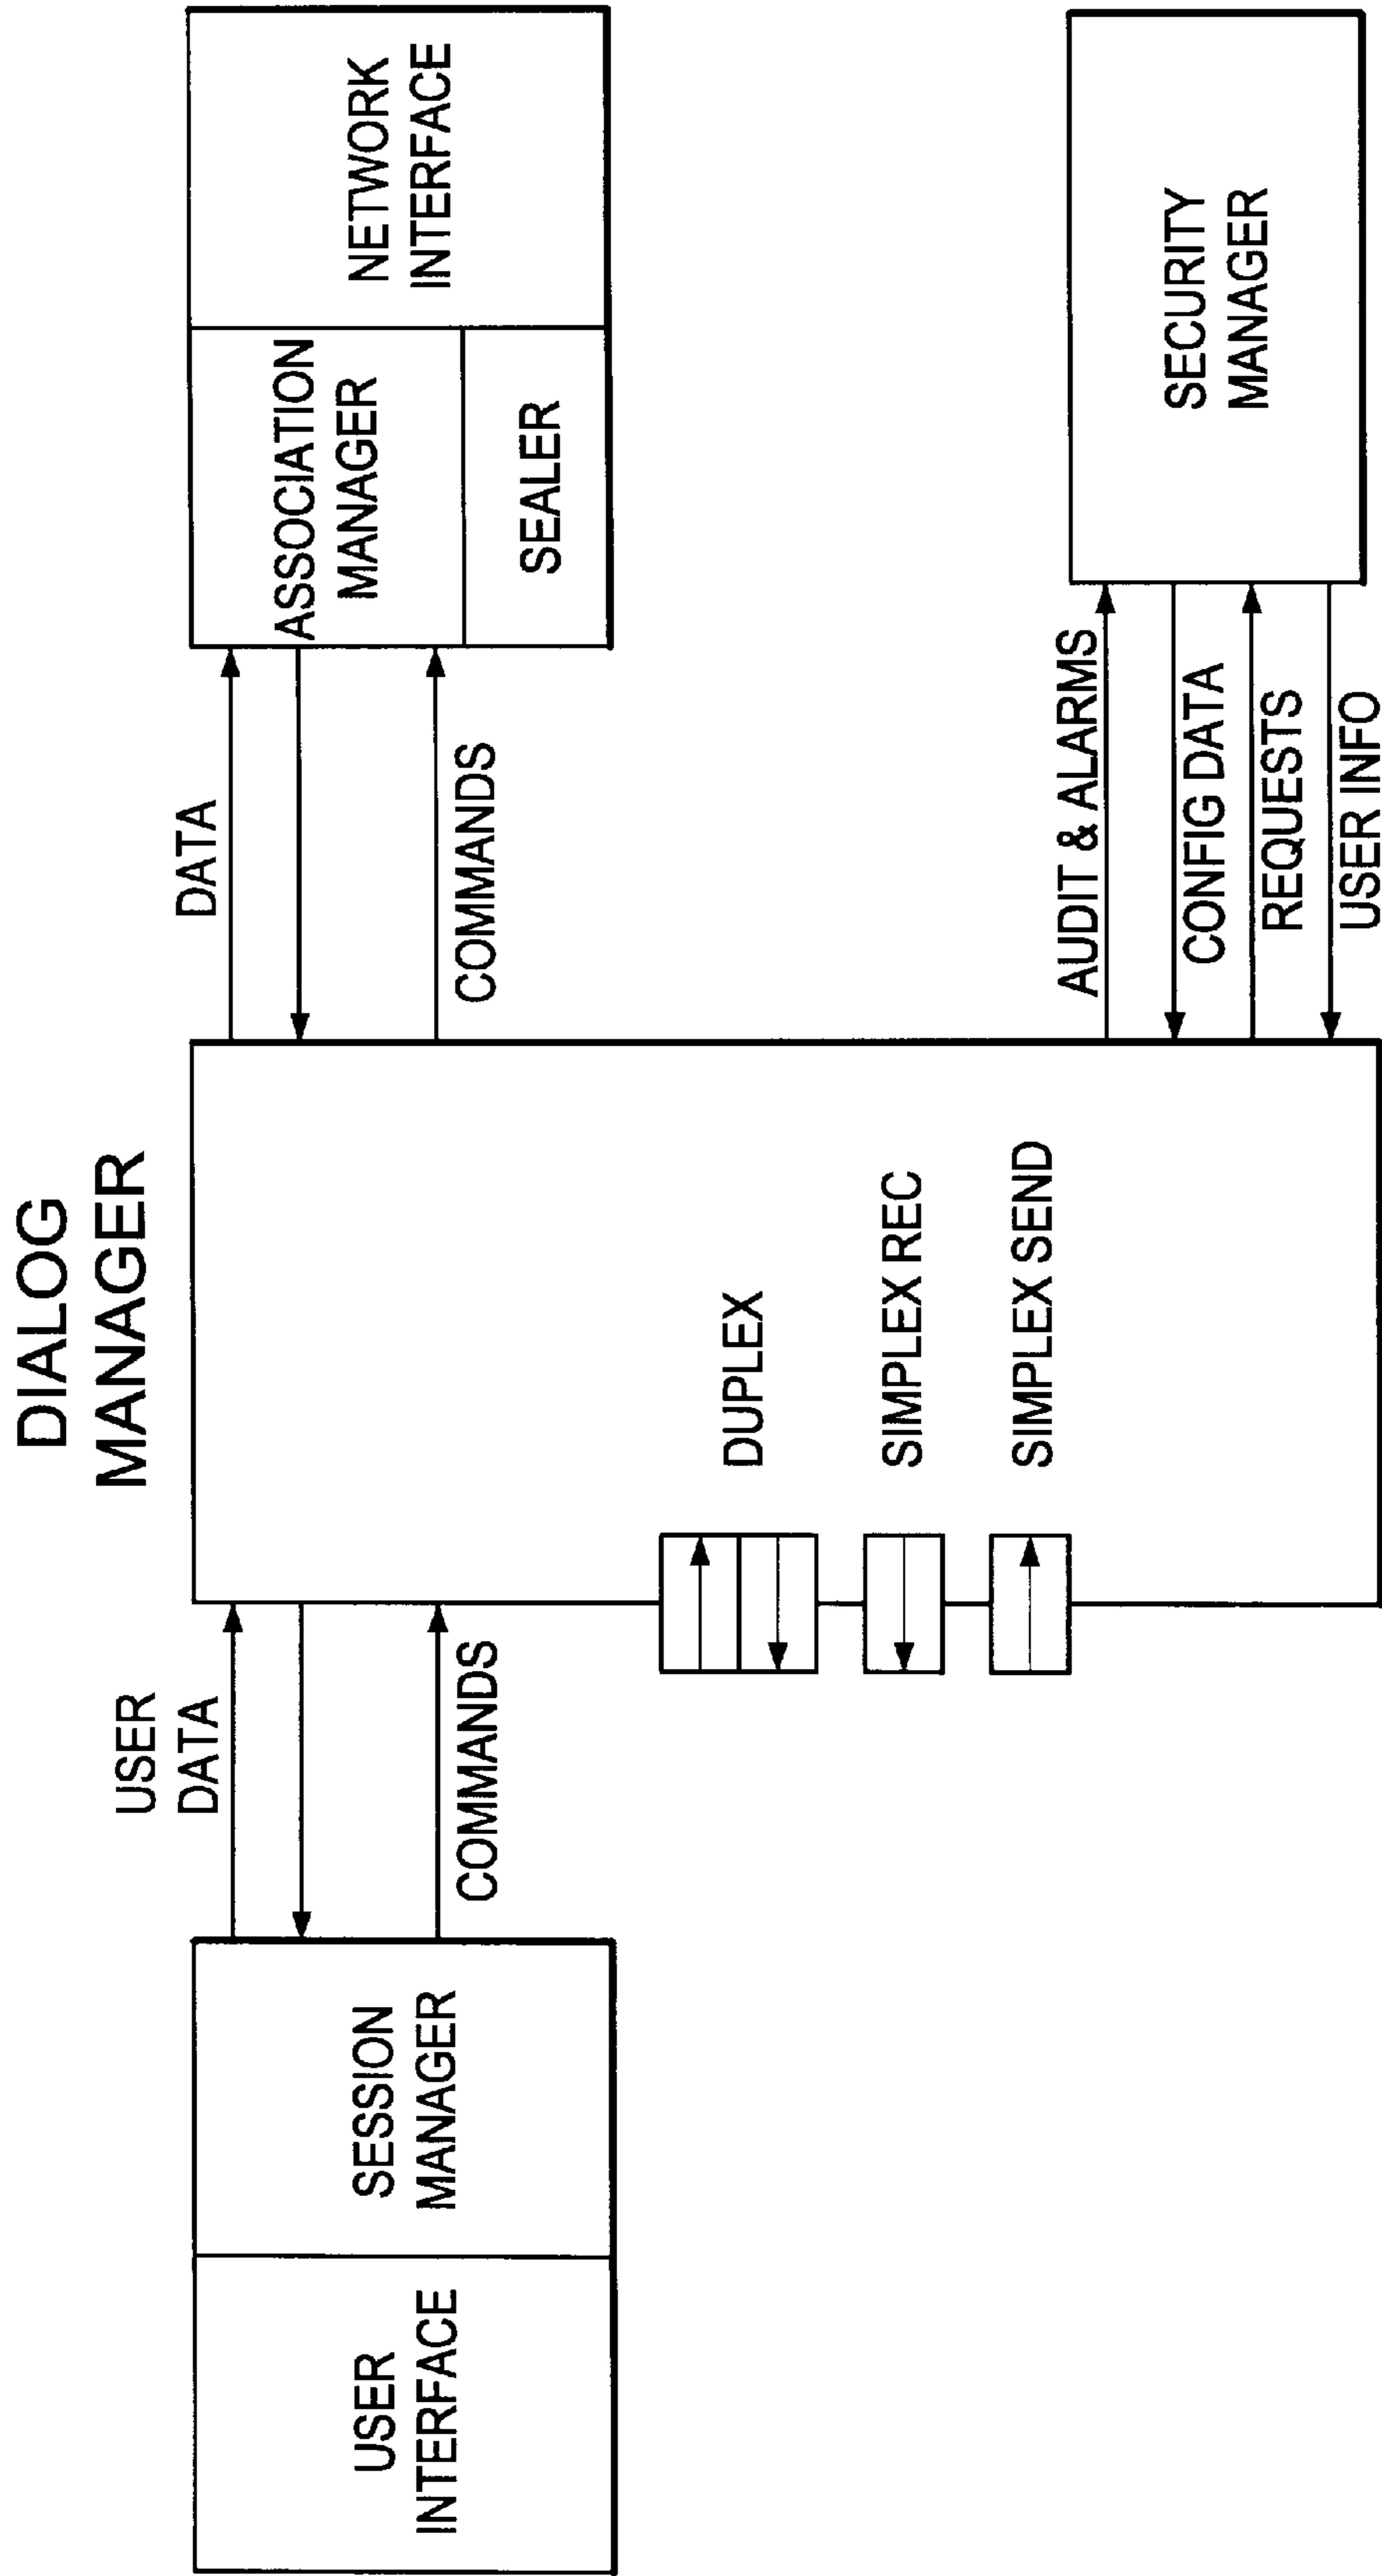 DIALOG
MANAGER
USER
INTERFACE
SESSION
MANAGER
USER
DATA
COMMANDS
DUPLEX
SIMPLEX REC
SIMPLEX SEND
DATA
COMMANDS
ASSOCIATION
MANAGER
SEALER
NETWORK
INTERFACE
AUDIT & ALARMS
CONFIG DATA
REQUESTS
USER INFO
SECURITY
MANAGER